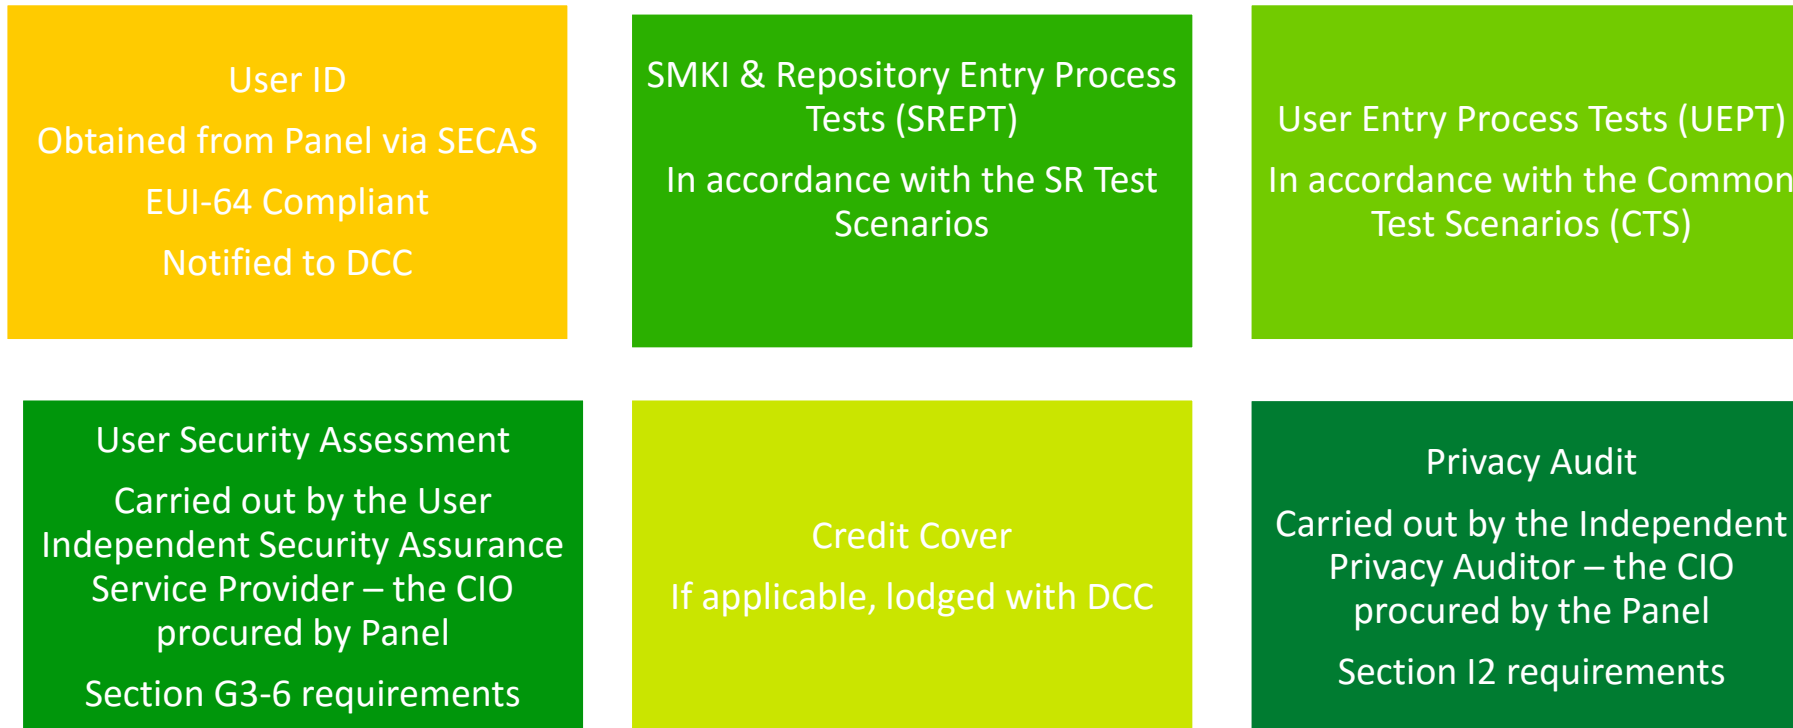 User ID
Obtained from Panel via SECAS
EUI-64 Compliant
Notified to DCC
SMKI & Repository Entry Process
Tests (SREPT)
In accordance with the SR Test
Scenarios
User Entry Process Tests (UEPT)
In accordance with the Common
Test Scenarios (CTS)
User Security Assessment
Carried out by the User
Independent Security Assurance
Service Provider – the CIO
procured by Panel
Section G3-6 requirements
Credit Cover
If applicable, lodged with DCC
Privacy Audit
Carried out by the Independent
Privacy Auditor – the CIO
procured by the Panel
Section I2 requirements